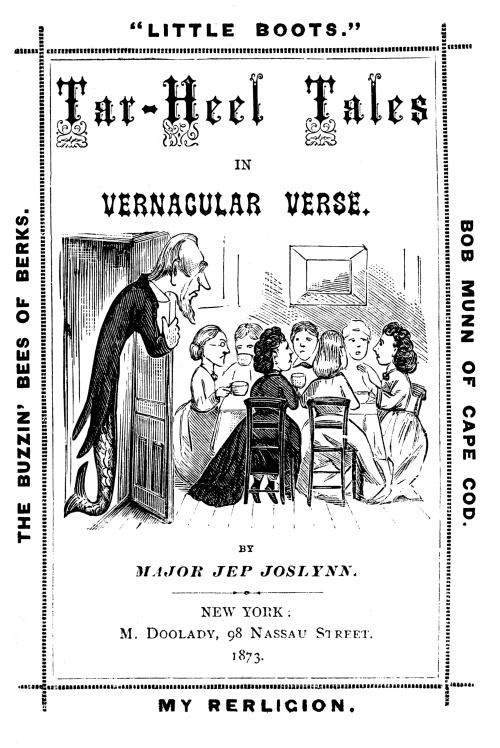 "LITTLE BOOTS."
Tar-Heel Tales
IN
VERNACULAR VERSE.
THE BUZZIN' BEES OF BERKS.
BOB MUNN OF CAPE COD.
BY
MAJOR JEP JOSLYNN.
NEW YORK:
M. DOOLADY, 98 NASSAU STREET.
1873.
MY RERLIGION.